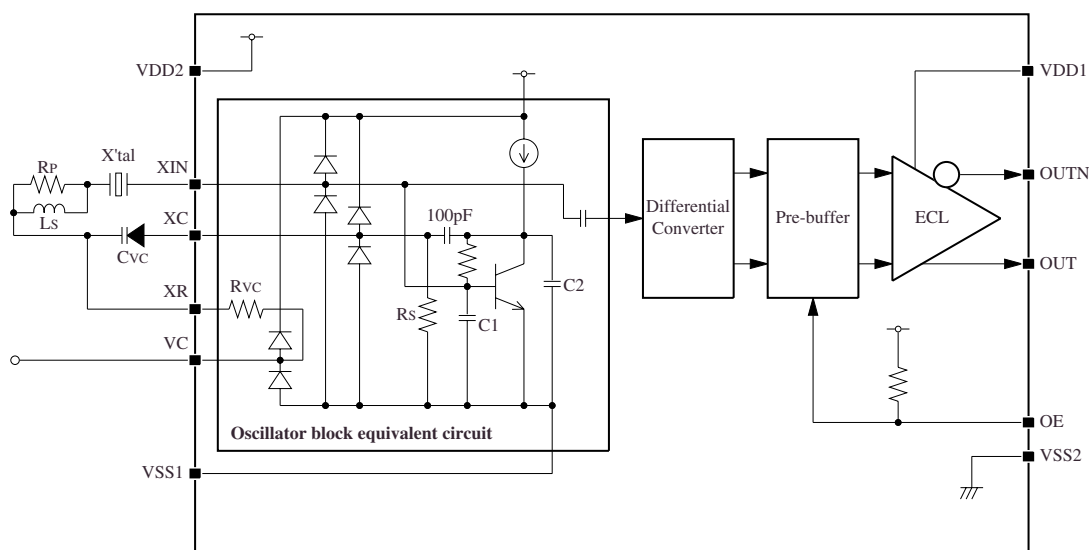 VDD2
VDD1
X'tal
RP
XIN
OUTN
LS
XC
100pF
Differential
Converter
Pre-buffer
ECL
CVC
OUT
XR
RVC
C2
RS
C1
VC
OE
Oscillator block equivalent circuit
VSS2
VSS1